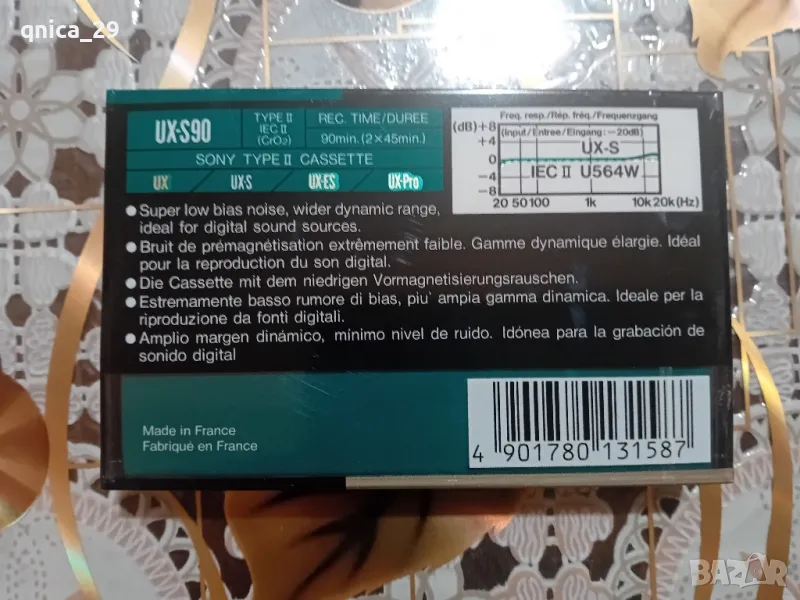 qnica_29
UX-S90
TYPE II
IEC II
(CrO₂)
REC. TIME/DUREE
90min. (2×45min.)
SONY TYPE II CASSETTE
UX UX-S UX-ES UX-Pro
Freq. resp./Rép. fréq./Frequenzgang
(dB)
+8
+4
0
−4
−8
(Input/Entree/Eingang: −20dB)
UX-S
IEC II U564W
20 50 100 1k 10k 20k (Hz)
● Super low bias noise, wider dynamic range,
ideal for digital sound sources.
● Bruit de prémagnétisation extrêmement faible. Gamme dynamique élargie. Idéal
pour la reproduction du son digital.
● Die Cassette mit dem niedrigen Vormagnetisierungsrauschen.
● Estremamente basso rumore di bias, piu` ampia gamma dinamica. Ideale per la
riproduzione da fonti digitali.
● Amplio margen dinámico, mínimo nivel de ruido. Idónea para la grabación de
sonido digital
Made in France
Fabriqué en France
4 901780 131587
BAZAR